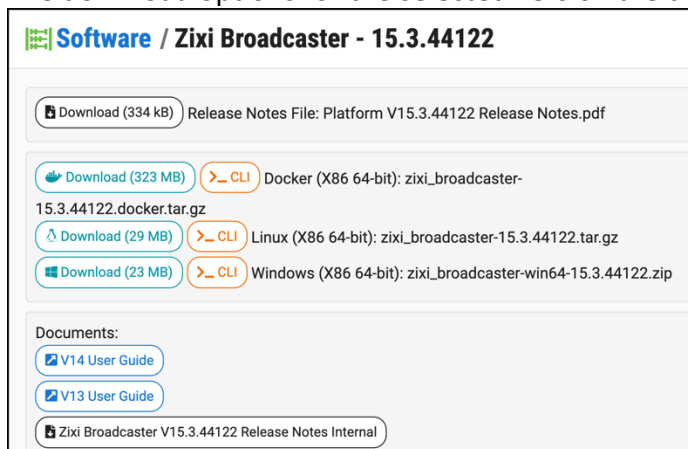 Software / Zixi Broadcaster - 15.3.44122
Download (334 kB) Release Notes File: Platform V15.3.44122 Release Notes.pdf
Download (323 MB) >_ CLI Docker (X86 64-bit): zixi_broadcaster-
15.3.44122.docker.tar.gz
Download (29 MB) >_ CLI Linux (X86 64-bit): zixi_broadcaster-15.3.44122.tar.gz
Download (23 MB) >_ CLI Windows (X86 64-bit): zixi_broadcaster-win64-15.3.44122.zip
Documents:
V14 User Guide
V13 User Guide
Zixi Broadcaster V15.3.44122 Release Notes Internal